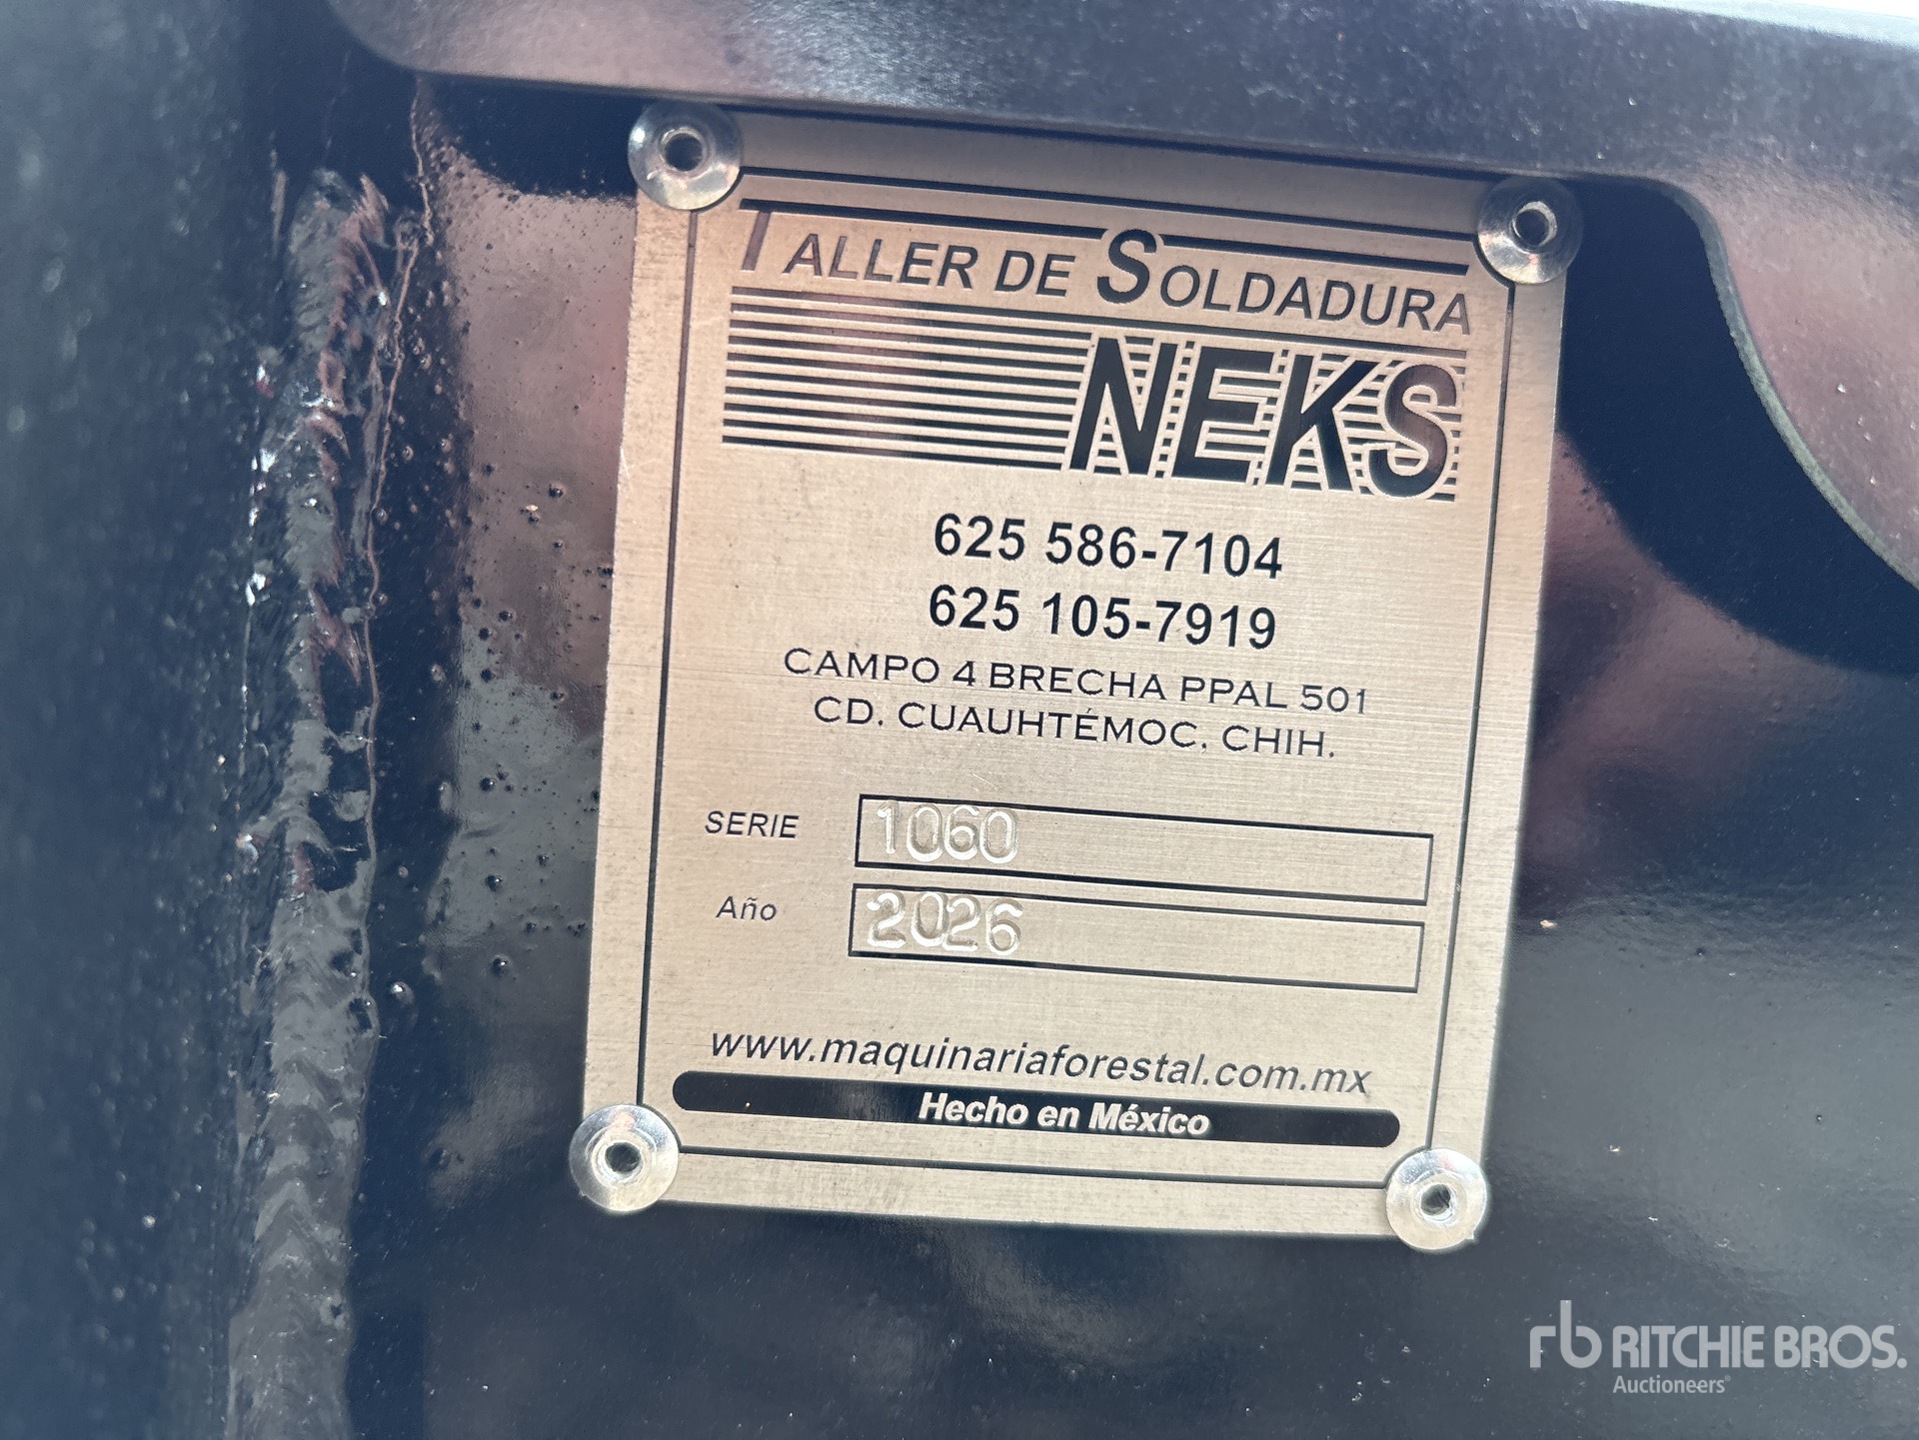 TALLER DE SOLDADURA
NEKS
625 586-7104
625 105-7919
CAMPO 4 BRECHA PPAL 501
CD. CUAUHTÉMOC, CHIH.
SERIE 1060
Año 2026
www.maquinariaforestal.com.mx
Hecho en México
rb RITCHIE BROS.
Auctioneers